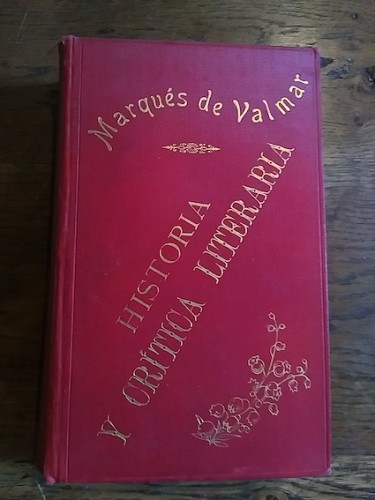 Marqués de Valmar
HISTORIA
Y CRÍTICA LITERARIA